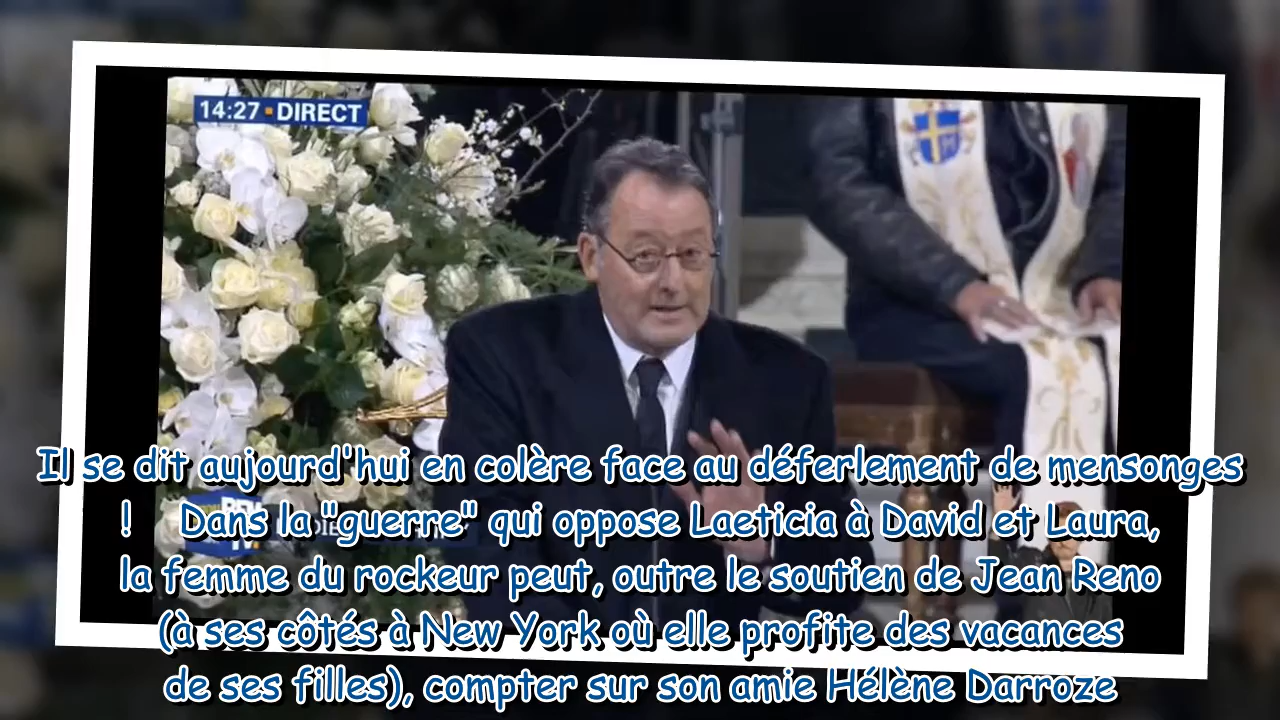 14:27 DIRECT
Il se dit aujourd'hui en colère face au déferlement de mensonges
! Dans la "guerre" qui oppose Laeticia à David et Laura,
la femme du rockeur peut, outre le soutien de Jean Reno
(à ses côtés à New York où elle profite des vacances
de ses filles), compter sur son amie Hélène Darroze